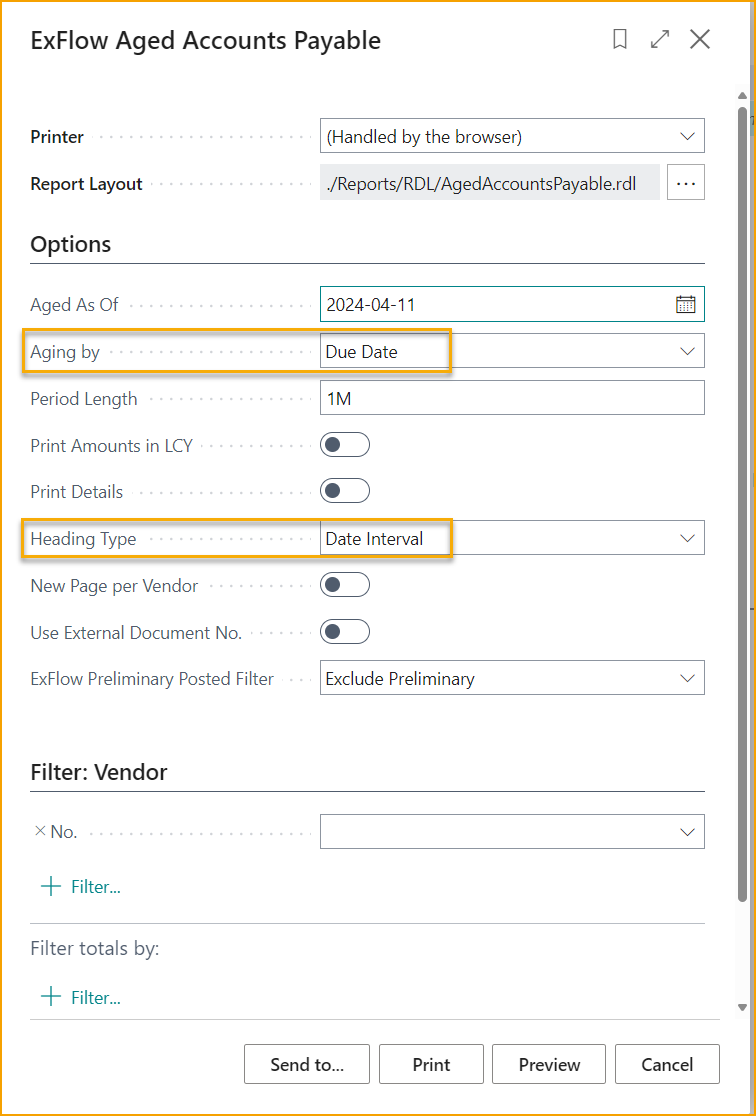 ExFlow Aged Accounts Payable
Printer (Handled by the browser)
Report Layout ./Reports/RDL/AgedAccountsPayable.rdl ...
Options
Aged As Of 2024-04-11
Aging by Due Date
Period Length 1M
Print Amounts in LCY
Print Details
Heading Type Date Interval
New Page per Vendor
Use External Document No.
ExFlow Preliminary Posted Filter Exclude Preliminary
Filter: Vendor
× No.
+ Filter...
Filter totals by:
+ Filter...
Send to... Print Preview Cancel